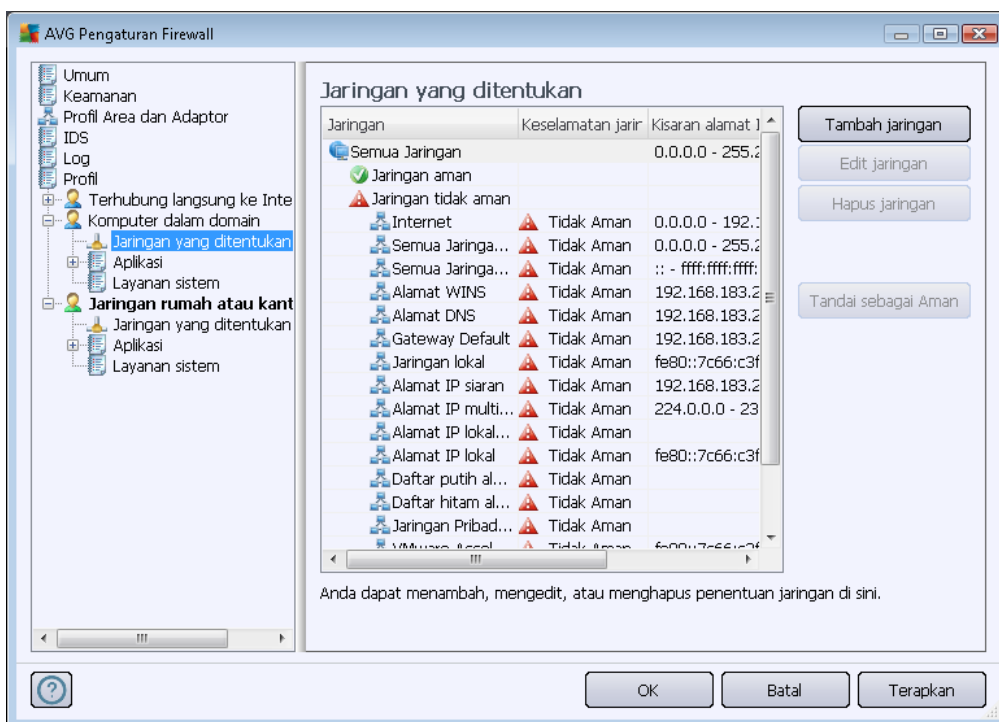 AVG Pengaturan Firewall
Umum
Keamanan
Profil Area dan Adaptor
IDS
Log
Profil
Terhubung langsung ke Inte
Komputer dalam domain
Jaringan yang ditentukan
Aplikasi
Layanan sistem
Jaringan rumah atau kant
Jaringan yang ditentukan
Aplikasi
Layanan sistem
Jaringan yang ditentukan
Jaringan Keselamatan jarir Kisaran alamat I
Semua Jaringan 0.0.0.0 - 255.2
Jaringan aman
Jaringan tidak aman
Internet Tidak Aman 0.0.0.0 - 192.1
Semua Jaringa... Tidak Aman 0.0.0.0 - 255.2
Semua Jaringa... Tidak Aman :: - ffff:ffff:ffff:
Alamat WINS Tidak Aman 192.168.183.2
Alamat DNS Tidak Aman 192.168.183.2
Gateway Default Tidak Aman 192.168.183.2
Jaringan lokal Tidak Aman fe80::7c66:c3f
Alamat IP siaran Tidak Aman 192.168.183.2
Alamat IP multi... Tidak Aman 224.0.0.0 - 23
Alamat IP lokal... Tidak Aman
Alamat IP lokal Tidak Aman fe80::7c66:c3f
Daftar putih al... Tidak Aman
Daftar hitam al... Tidak Aman
Jaringan Pribad... Tidak Aman
VMware Accel Tidak Aman fe80::7c66:c3f
Tambah jaringan
Edit jaringan
Hapus jaringan
Tandai sebagai Aman
Anda dapat menambah, mengedit, atau menghapus penentuan jaringan di sini.
OK
Batal
Terapkan